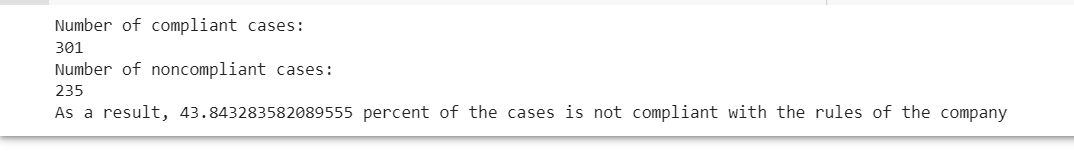 Number of compliant cases:
301
Number of noncompliant cases:
235
As a result, 43.843283582089555 percent of the cases is not compliant with the rules of the company